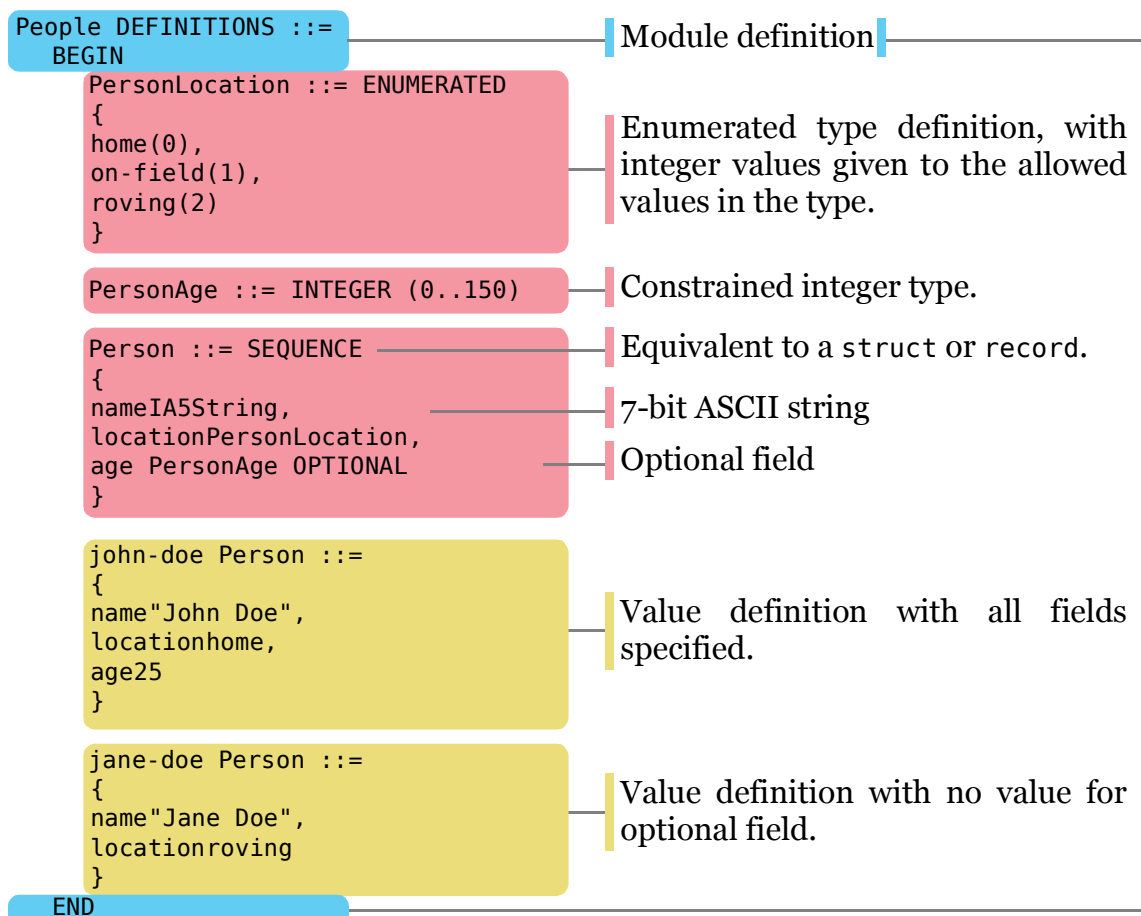 People DEFINITIONS ::=
BEGIN
Module definition
PersonLocation ::= ENUMERATED
{
home(0),
on-field(1),
roving(2)
}
Enumerated type definition, with
integer values given to the allowed
values in the type.
PersonAge ::= INTEGER (0..150)
Constrained integer type.
Person ::= SEQUENCE
{
nameIA5String,
locationPersonLocation,
age PersonAge OPTIONAL
}
Equivalent to a struct or record.
7-bit ASCII string
Optional field
john-doe Person ::=
{
name"John Doe",
locationhome,
age25
}
Value definition with all fields
specified.
jane-doe Person ::=
{
name"Jane Doe",
locationroving
}
Value definition with no value for
optional field.
END